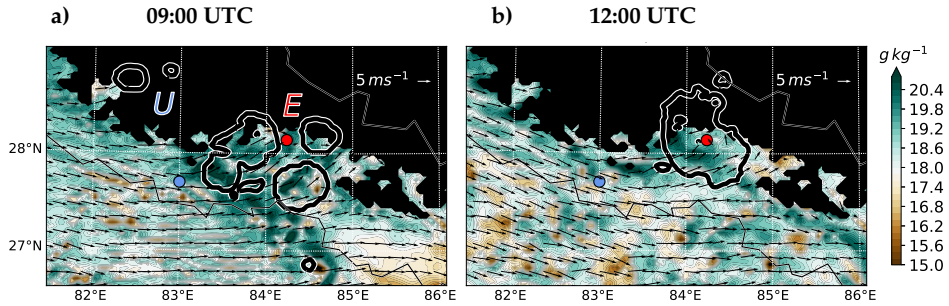 a) 09:00 UTC
b) 12:00 UTC
g kg⁻¹
5 ms⁻¹
5 ms⁻¹
U
E
28°N
27°N
20.4
19.8
19.2
18.6
18.0
17.4
16.8
16.2
15.6
15.0
82°E 83°E 84°E 85°E 86°E
82°E 83°E 84°E 85°E 86°E